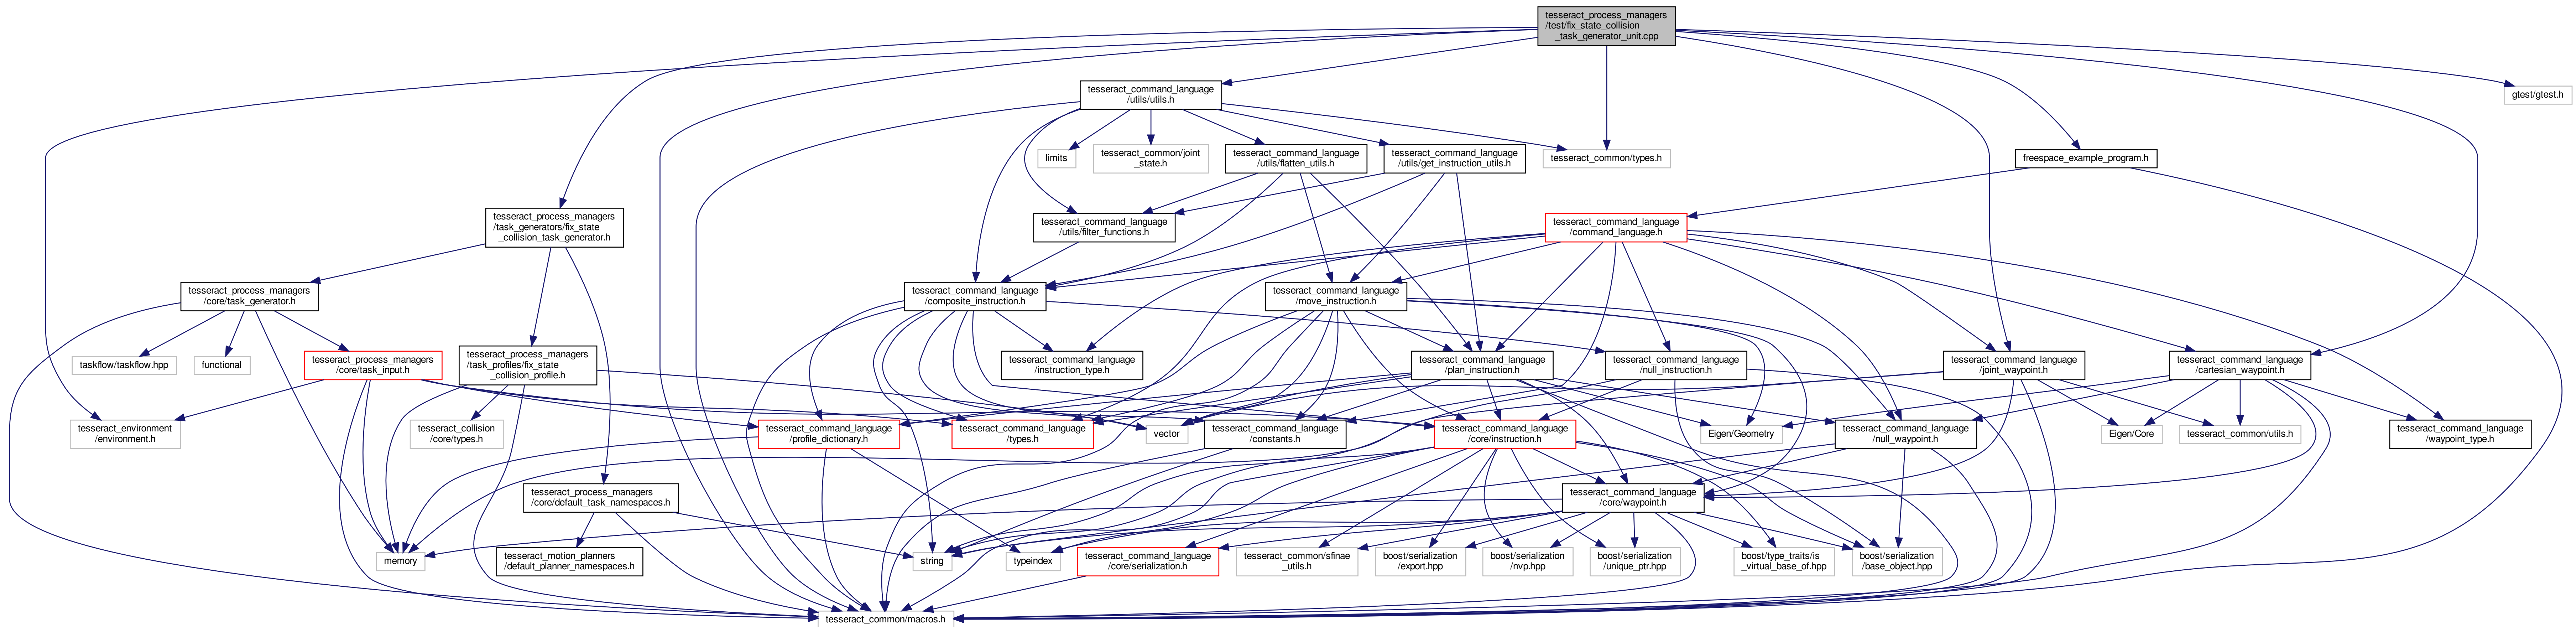 tesseract_process_managers
/test/fix_state_collision
_task_generator_unit.cpp
tesseract_command_language
/utils/utils.h
gtest/gtest.h
limits
tesseract_common/joint
_state.h
tesseract_command_language
/utils/flatten_utils.h
tesseract_command_language
/utils/get_instruction_utils.h
tesseract_common/types.h
freespace_example_program.h
tesseract_process_managers
/task_generators/fix_state
_collision_task_generator.h
tesseract_command_language
/utils/filter_functions.h
tesseract_command_language
/command_language.h
tesseract_process_managers
/core/task_generator.h
tesseract_command_language
/composite_instruction.h
tesseract_command_language
/move_instruction.h
taskflow/taskflow.hpp
functional
tesseract_process_managers
/core/task_input.h
tesseract_process_managers
/task_profiles/fix_state
_collision_profile.h
tesseract_command_language
/instruction_type.h
tesseract_command_language
/plan_instruction.h
tesseract_command_language
/null_instruction.h
tesseract_command_language
/joint_waypoint.h
tesseract_command_language
/cartesian_waypoint.h
tesseract_environment
/environment.h
tesseract_collision
/core/types.h
tesseract_command_language
/profile_dictionary.h
tesseract_command_language
/types.h
vector
tesseract_command_language
/constants.h
tesseract_command_language
/core/instruction.h
Eigen/Geometry
tesseract_command_language
/null_waypoint.h
Eigen/Core
tesseract_common/utils.h
tesseract_command_language
/waypoint_type.h
tesseract_process_managers
/core/default_task_namespaces.h
tesseract_command_language
/core/waypoint.h
memory
tesseract_motion_planners
/default_planner_namespaces.h
string
typeindex
tesseract_command_language
/core/serialization.h
tesseract_common/sfinae
_utils.h
boost/serialization
/export.hpp
boost/serialization
/nvp.hpp
boost/serialization
/unique_ptr.hpp
boost/type_traits/is
_virtual_base_of.hpp
boost/serialization
/base_object.hpp
tesseract_common/macros.h